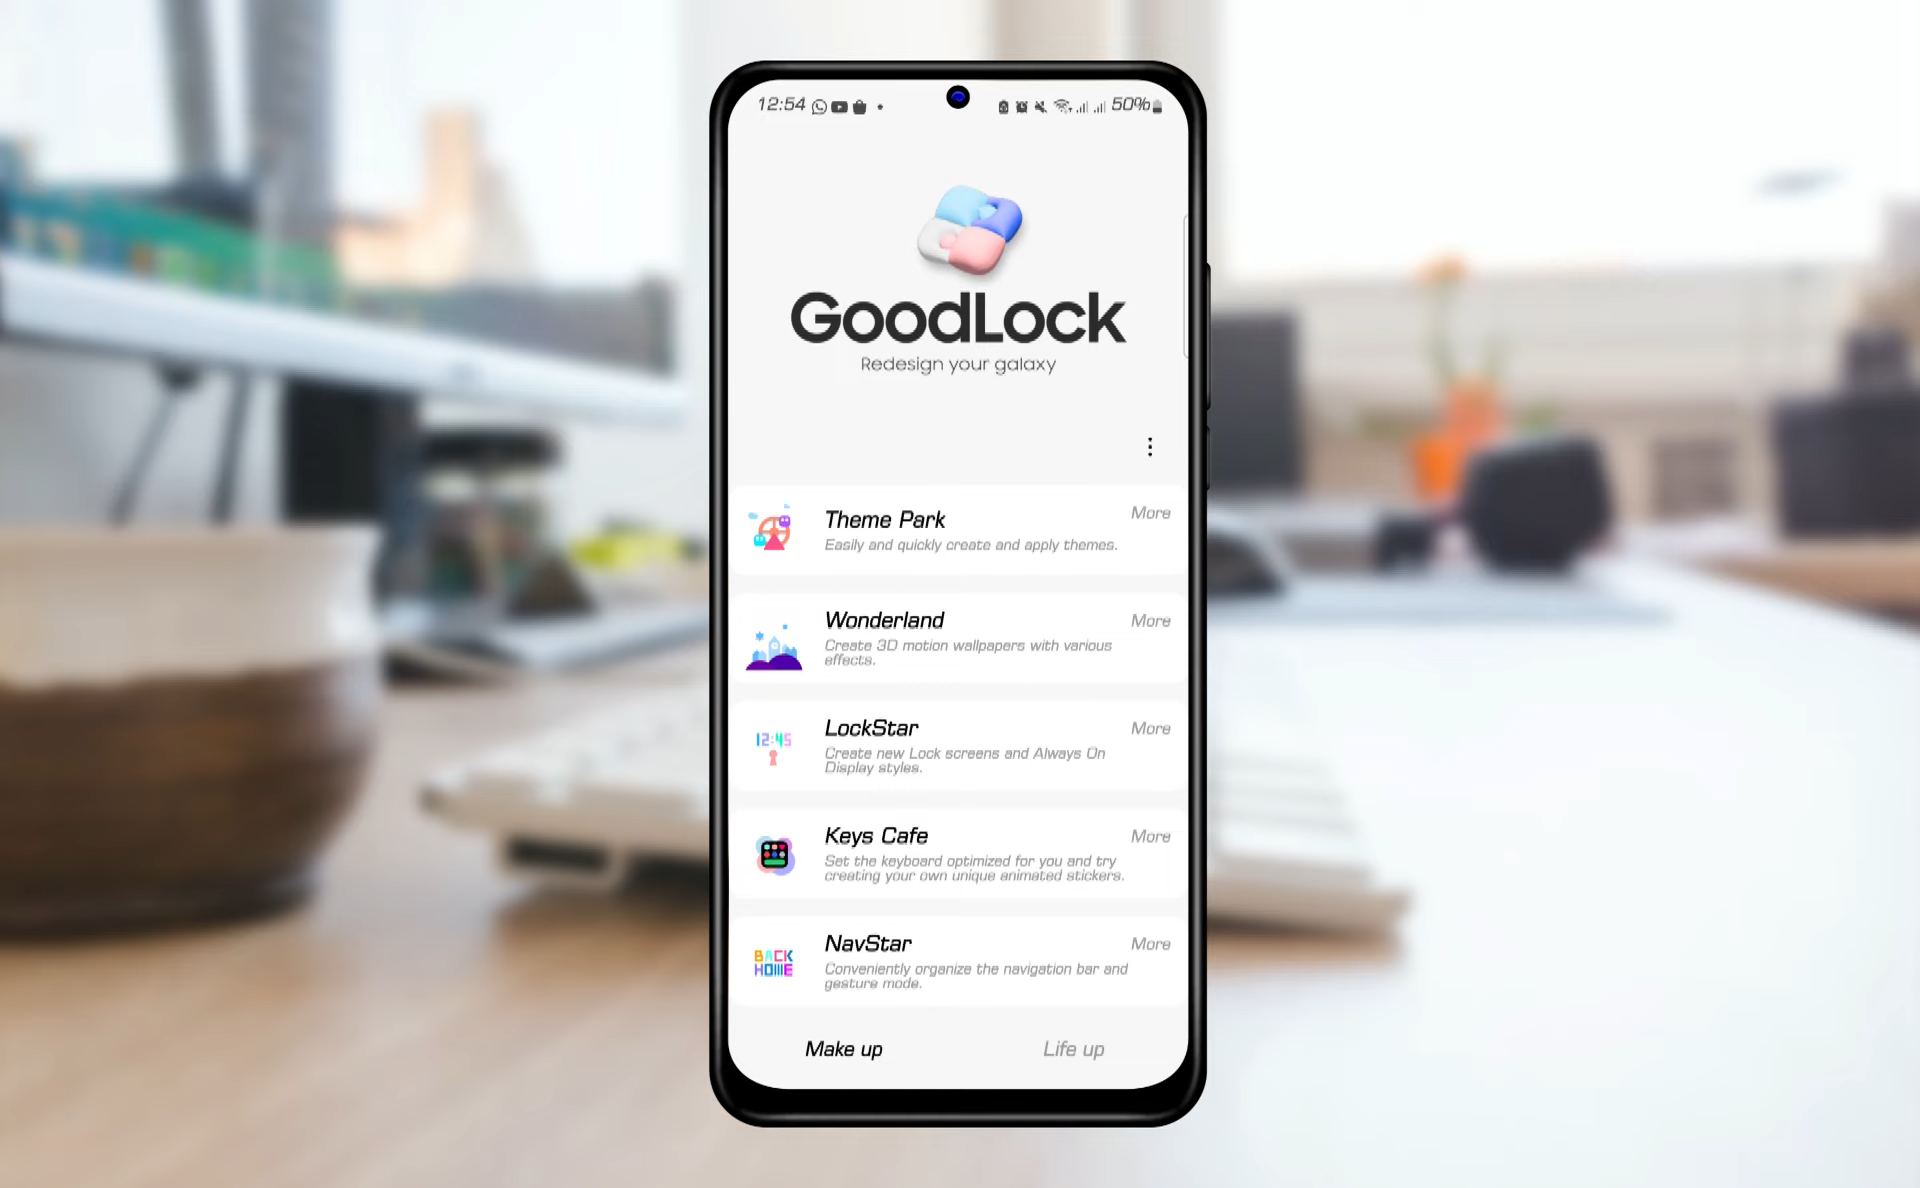 12:54
50%
GoodLock
Redesign your galaxy
Theme Park
More
Easily and quickly create and apply themes.
Wonderland
More
Create 3D motion wallpapers with various
effects.
12:45
LockStar
More
Create new Lock screens and Always On
Display styles.
Keys Cafe
More
Set the keyboard optimized for you and try
creating your own unique animated stickers.
BACK
HOME
NavStar
More
Conveniently organize the navigation bar and
gesture mode.
Make up
Life up